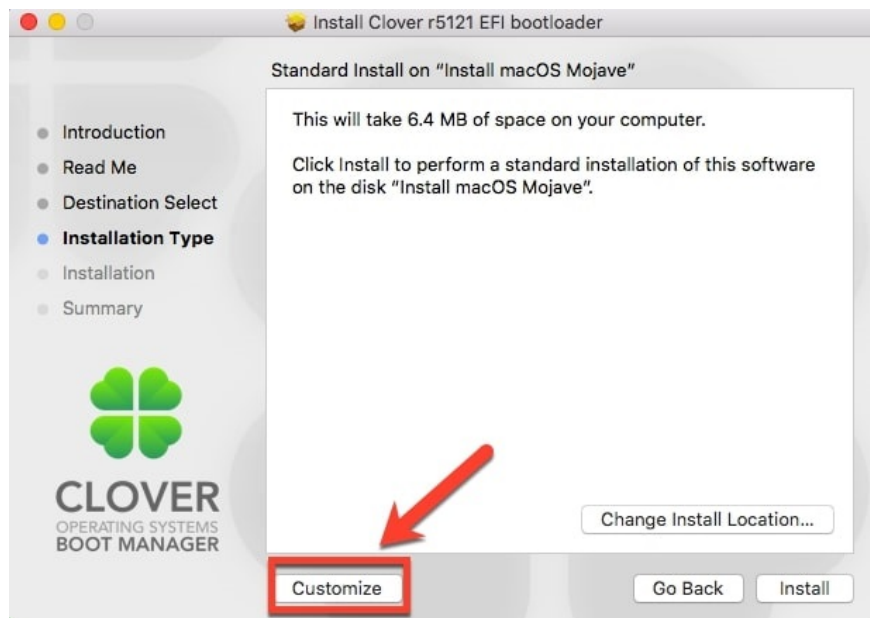 Install Clover r5121 EFI bootloader
Standard Install on "Install macOS Mojave"
Introduction
Read Me
Destination Select
Installation Type
Installation
Summary
This will take 6.4 MB of space on your computer.
Click Install to perform a standard installation of this software
on the disk "Install macOS Mojave".
CLOVER
OPERATING SYSTEMS
BOOT MANAGER
Change Install Location...
Customize
Go Back
Install